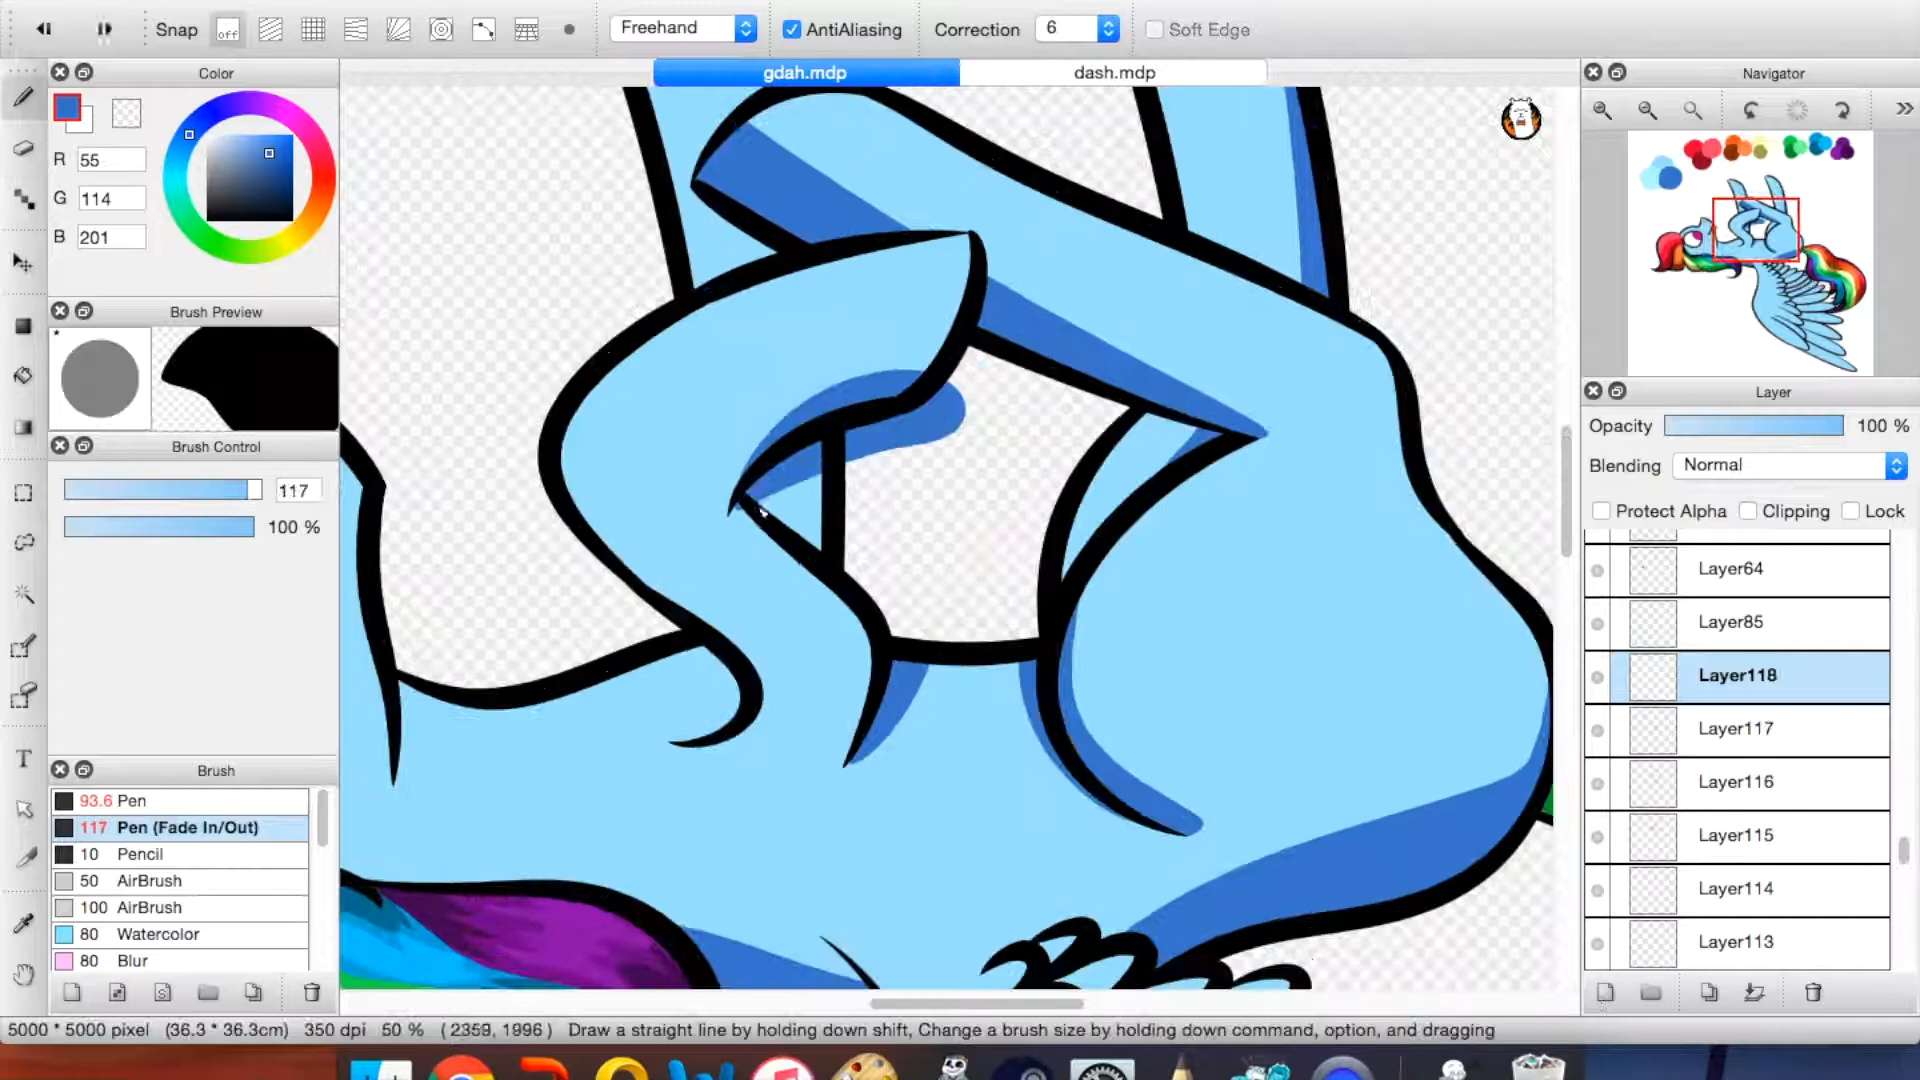 Snap off Freehand AntiAliasing Correction 6 Soft Edge
Color
gdah.mdp dash.mdp
Navigator
R 55
G 114
B 201
Brush Preview
Brush Control
117
100 %
Brush
93.6 Pen
117 Pen (Fade In/Out)
10 Pencil
50 AirBrush
100 AirBrush
80 Watercolor
80 Blur
Layer
Opacity 100 %
Blending Normal
Protect Alpha Clipping Lock
Layer64
Layer85
Layer118
Layer117
Layer116
Layer115
Layer114
Layer113
5000 * 5000 pixel (36.3 * 36.3cm) 350 dpi 50 % ( 2359, 1996 ) Draw a straight line by holding down shift, Change a brush size by holding down command, option, and dragging